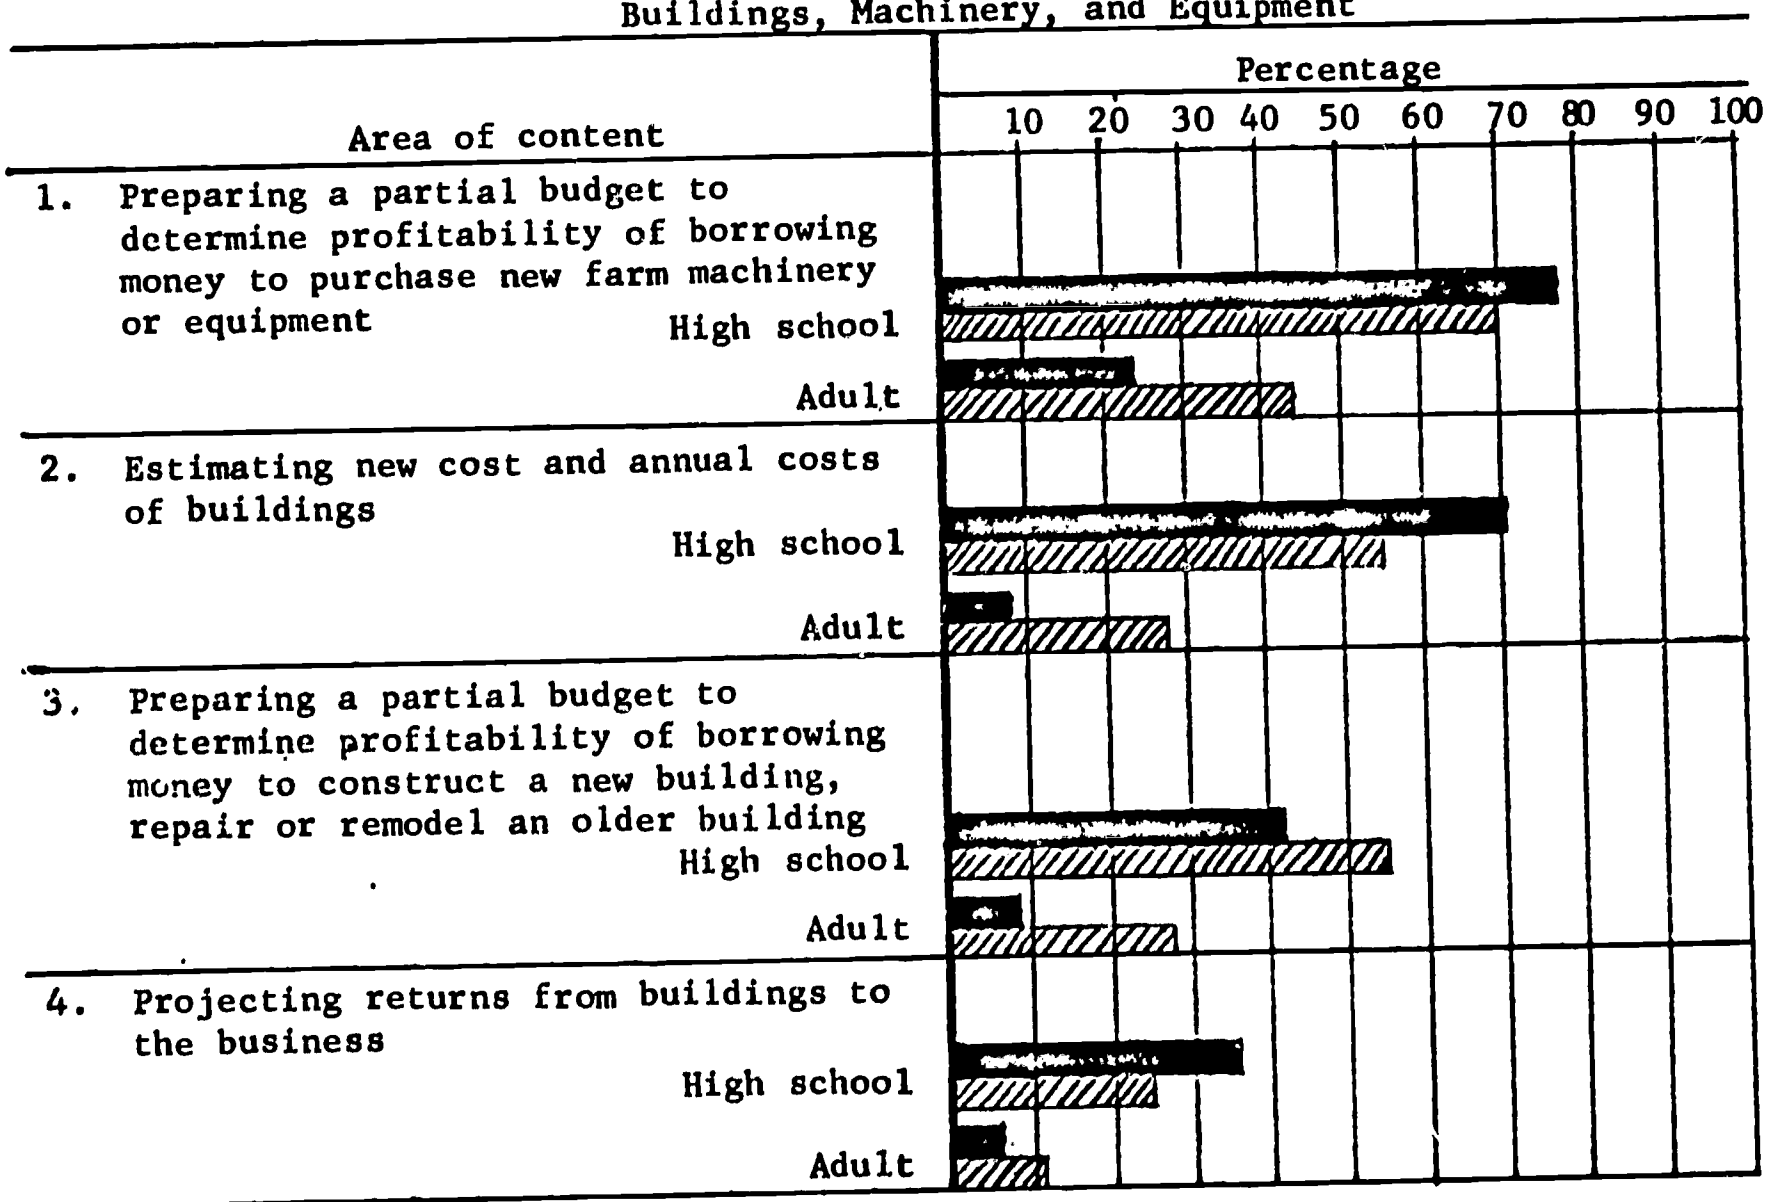 Buildings, Machinery, and Equipment
Percentage
Area of content
10 20 30 40 50 60 70 80 90 100
1. Preparing a partial budget to
determine profitability of borrowing
money to purchase new farm machinery
or equipment
High school
Adult
2. Estimating new cost and annual costs
of buildings
High school
Adult
3. Preparing a partial budget to
determine profitability of borrowing
money to construct a new building,
repair or remodel an older building
High school
Adult
4. Projecting returns from buildings to
the business
High school
Adult